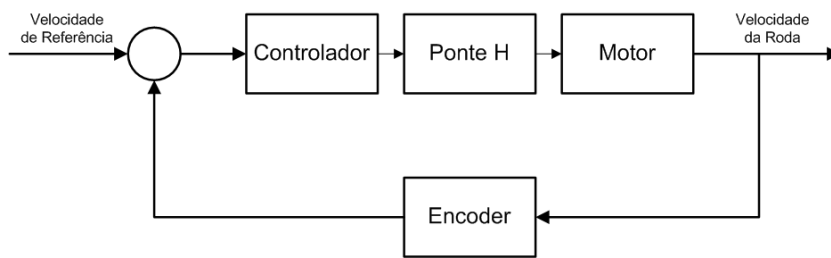 Velocidade
de Referência
Controlador
Ponte H
Motor
Velocidade
da Roda
Encoder